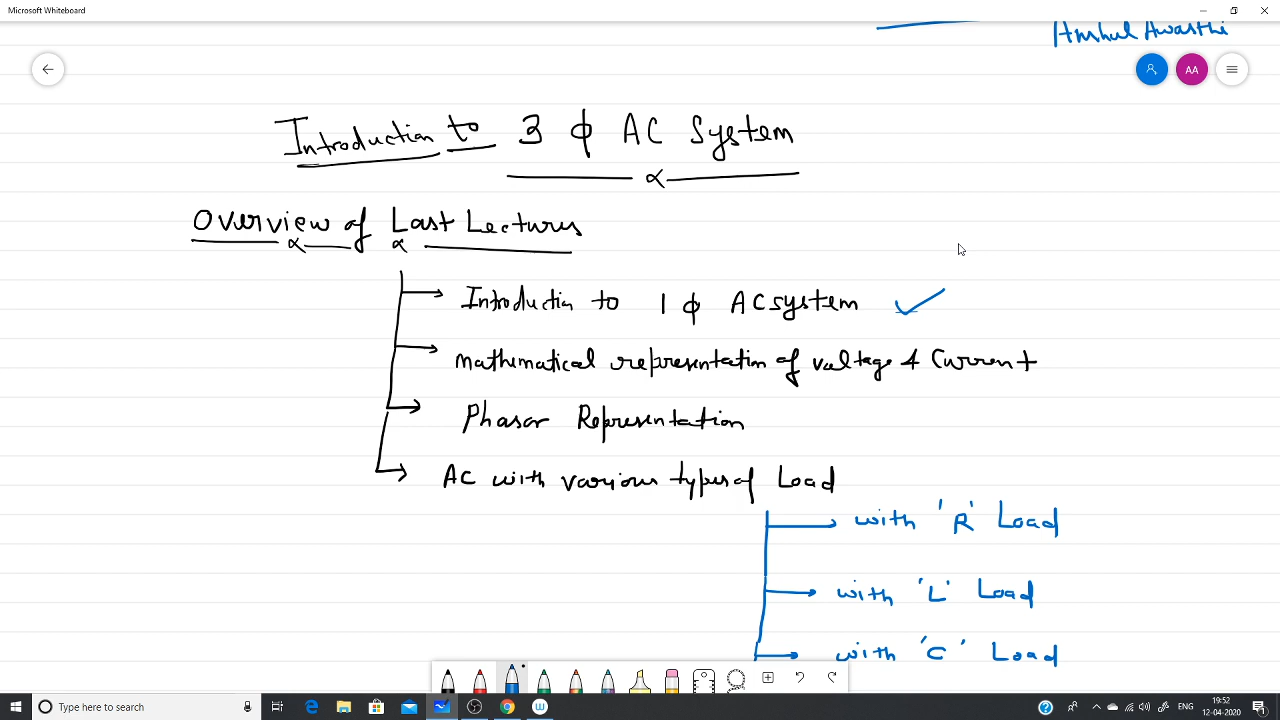 Microsoft Whiteboard
Anshul Awasthi
AA
Introduction to 3 ϕ AC System
Overview of Last Lectures
Introduction to 1 ϕ AC system
Mathematical representation of voltage & Current
Phasor Representation
AC with various types of Load
with 'R' Load
with 'L' Load
with 'C' Load
Type here to search
ENG
19:52
12-04-2020